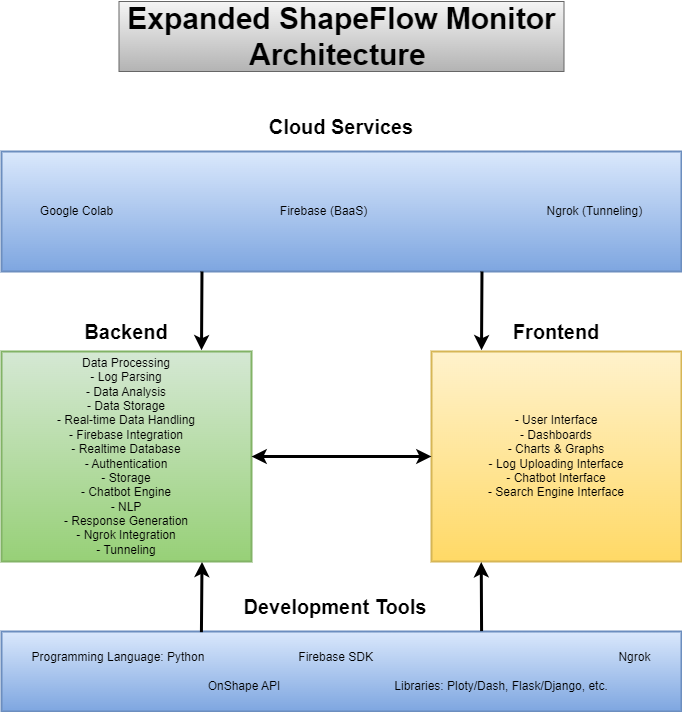 Expanded ShapeFlow Monitor
Architecture
Cloud Services
Google Colab
Firebase (BaaS)
Ngrok (Tunneling)
Backend
Frontend
Data Processing
- Log Parsing
- Data Analysis
- Data Storage
- Real-time Data Handling
- Firebase Integration
- Realtime Database
- Authentication
- Storage
- Chatbot Engine
- NLP
- Response Generation
- Ngrok Integration
- Tunneling
- User Interface
- Dashboards
- Charts & Graphs
- Log Uploading Interface
- Chatbot Interface
- Search Engine Interface
Development Tools
Programming Language: Python
Firebase SDK
Ngrok
OnShape API
Libraries: Ploty/Dash, Flask/Django, etc.